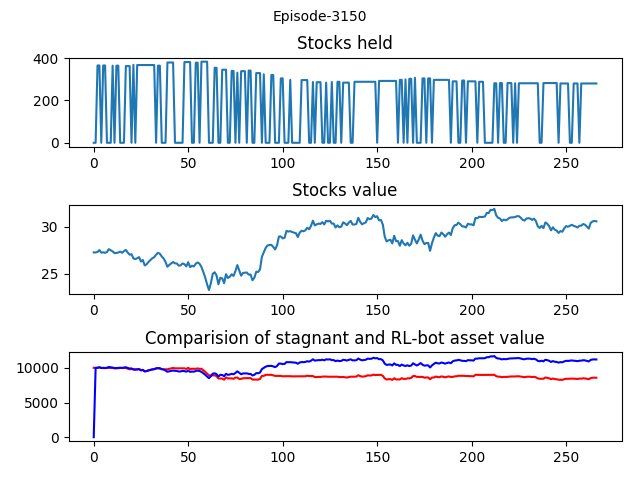 Episode-3150
Stocks held
400
200
0
0 50 100 150 200 250
Stocks value
30
25
0 50 100 150 200 250
Comparision of stagnant and RL-bot asset value
10000
5000
0
0 50 100 150 200 250